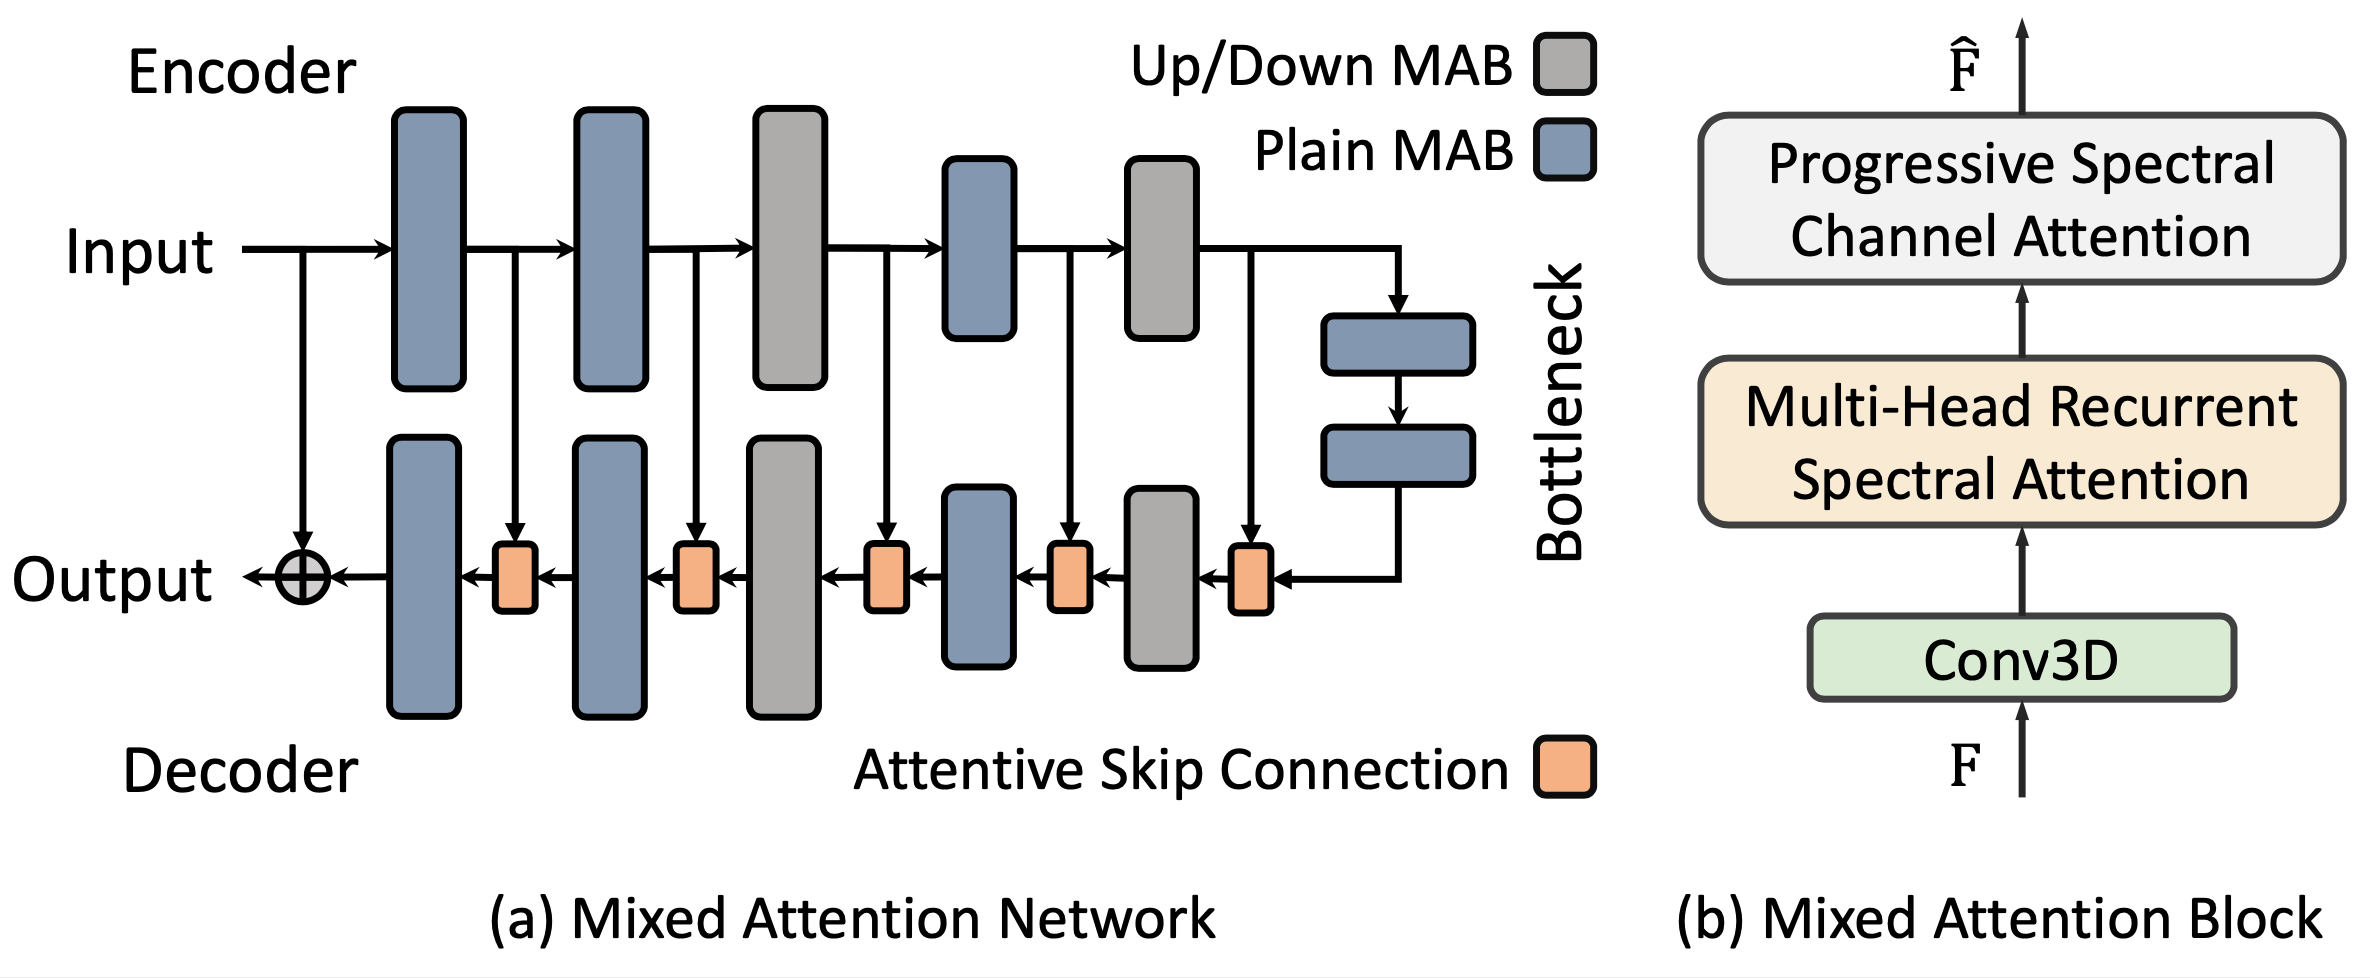 Encoder
Up/Down MAB
Plain MAB
Input
Bottleneck
Output
Decoder
Attentive Skip Connection
(a) Mixed Attention Network
F̂
Progressive Spectral
Channel Attention
Multi-Head Recurrent
Spectral Attention
Conv3D
F
(b) Mixed Attention Block